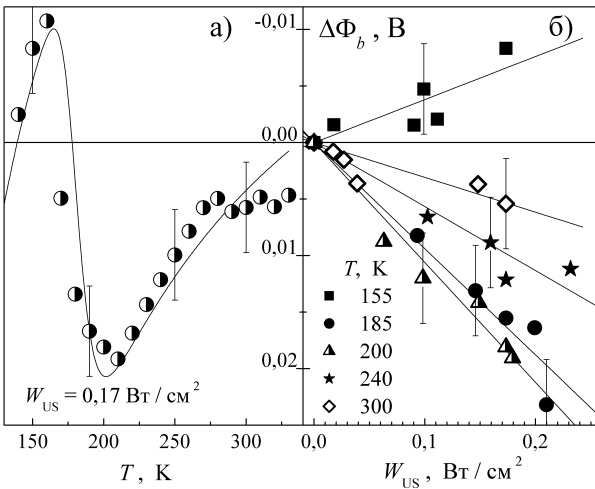 а)
W_US = 0,17 Вт / см²
150 200 250 300
T , К
-0,01
0,00
0,01
0,02
ΔΦ_b , В
б)
T, К
155
185
200
240
300
0,0 0,1 0,2
W_US , Вт / см²